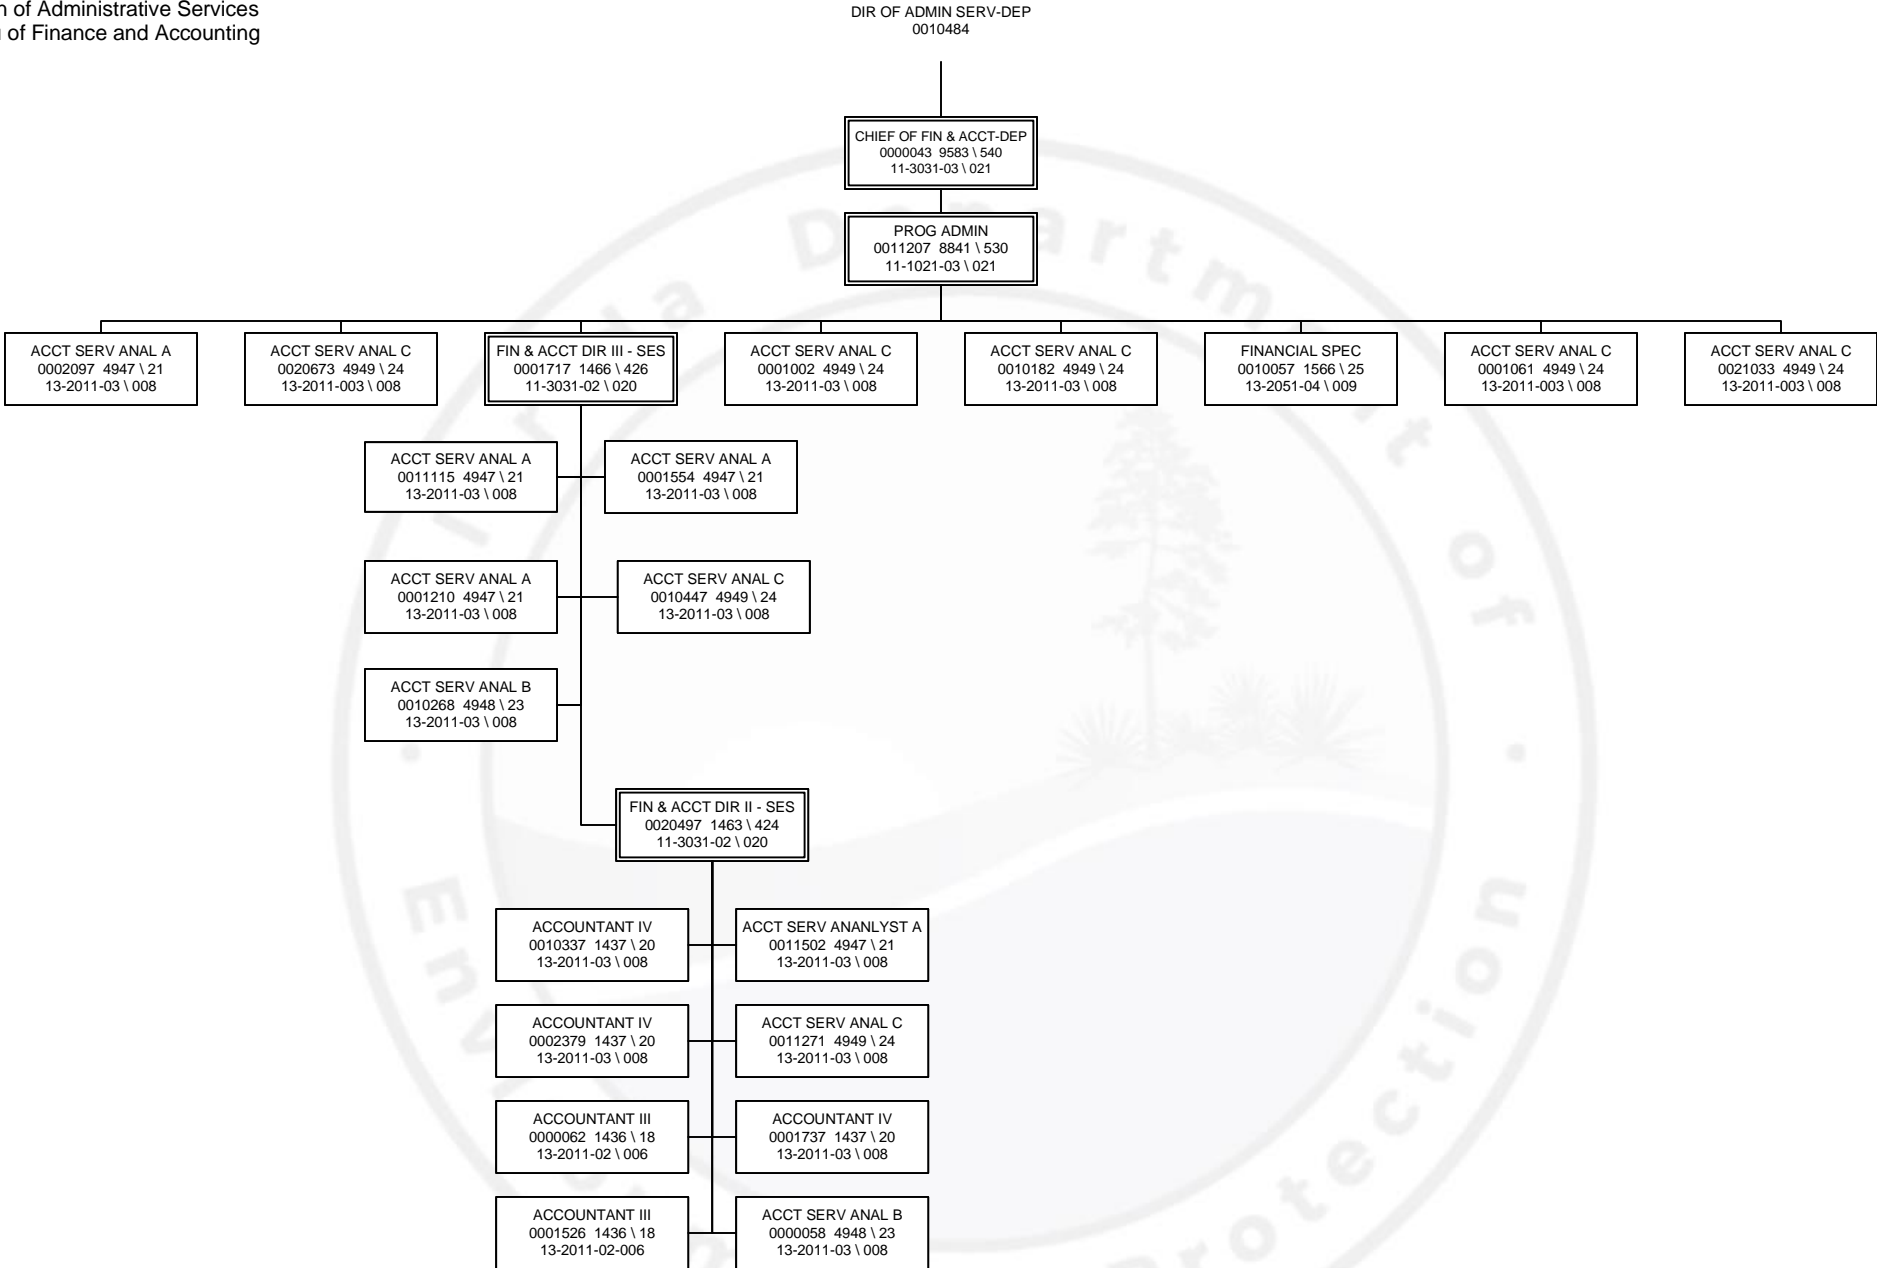 of Administrative Services
of Finance and Accounting
DIR OF ADMIN SERV-DEP
0010484
CHIEF OF FIN & ACCT-DEP
0000043 9583 \ 540
11-3031-03 \ 021
PROG ADMIN
0011207 8841 \ 530
11-1021-03 \ 021
ACCT SERV ANAL A
0002097 4947 \ 21
13-2011-03 \ 008
ACCT SERV ANAL C
0020673 4949 \ 24
13-2011-003 \ 008
FIN & ACCT DIR III - SES
0001717 1466 \ 426
11-3031-02 \ 020
ACCT SERV ANAL C
0001002 4949 \ 24
13-2011-03 \ 008
ACCT SERV ANAL C
0010182 4949 \ 24
13-2011-03 \ 008
FINANCIAL SPEC
0010057 1566 \ 25
13-2051-04 \ 009
ACCT SERV ANAL C
0001061 4949 \ 24
13-2011-003 \ 008
ACCT SERV ANAL C
0021033 4949 \ 24
13-2011-003 \ 008
ACCT SERV ANAL A
0011115 4947 \ 21
13-2011-03 \ 008
ACCT SERV ANAL A
0001554 4947 \ 21
13-2011-03 \ 008
ACCT SERV ANAL A
0001210 4947 \ 21
13-2011-03 \ 008
ACCT SERV ANAL C
0010447 4949 \ 24
13-2011-03 \ 008
ACCT SERV ANAL B
0010268 4948 \ 23
13-2011-03 \ 008
FIN & ACCT DIR II - SES
0020497 1463 \ 424
11-3031-02 \ 020
ACCOUNTANT IV
0010337 1437 \ 20
13-2011-03 \ 008
ACCT SERV ANANLYST A
0011502 4947 \ 21
13-2011-03 \ 008
ACCOUNTANT IV
0002379 1437 \ 20
13-2011-03 \ 008
ACCT SERV ANAL C
0011271 4949 \ 24
13-2011-03 \ 008
ACCOUNTANT III
0000062 1436 \ 18
13-2011-02 \ 006
ACCOUNTANT IV
0001737 1437 \ 20
13-2011-03 \ 008
ACCOUNTANT III
0001526 1436 \ 18
13-2011-02-006
ACCT SERV ANAL B
0000058 4948 \ 23
13-2011-03 \ 008
Department of
Protection